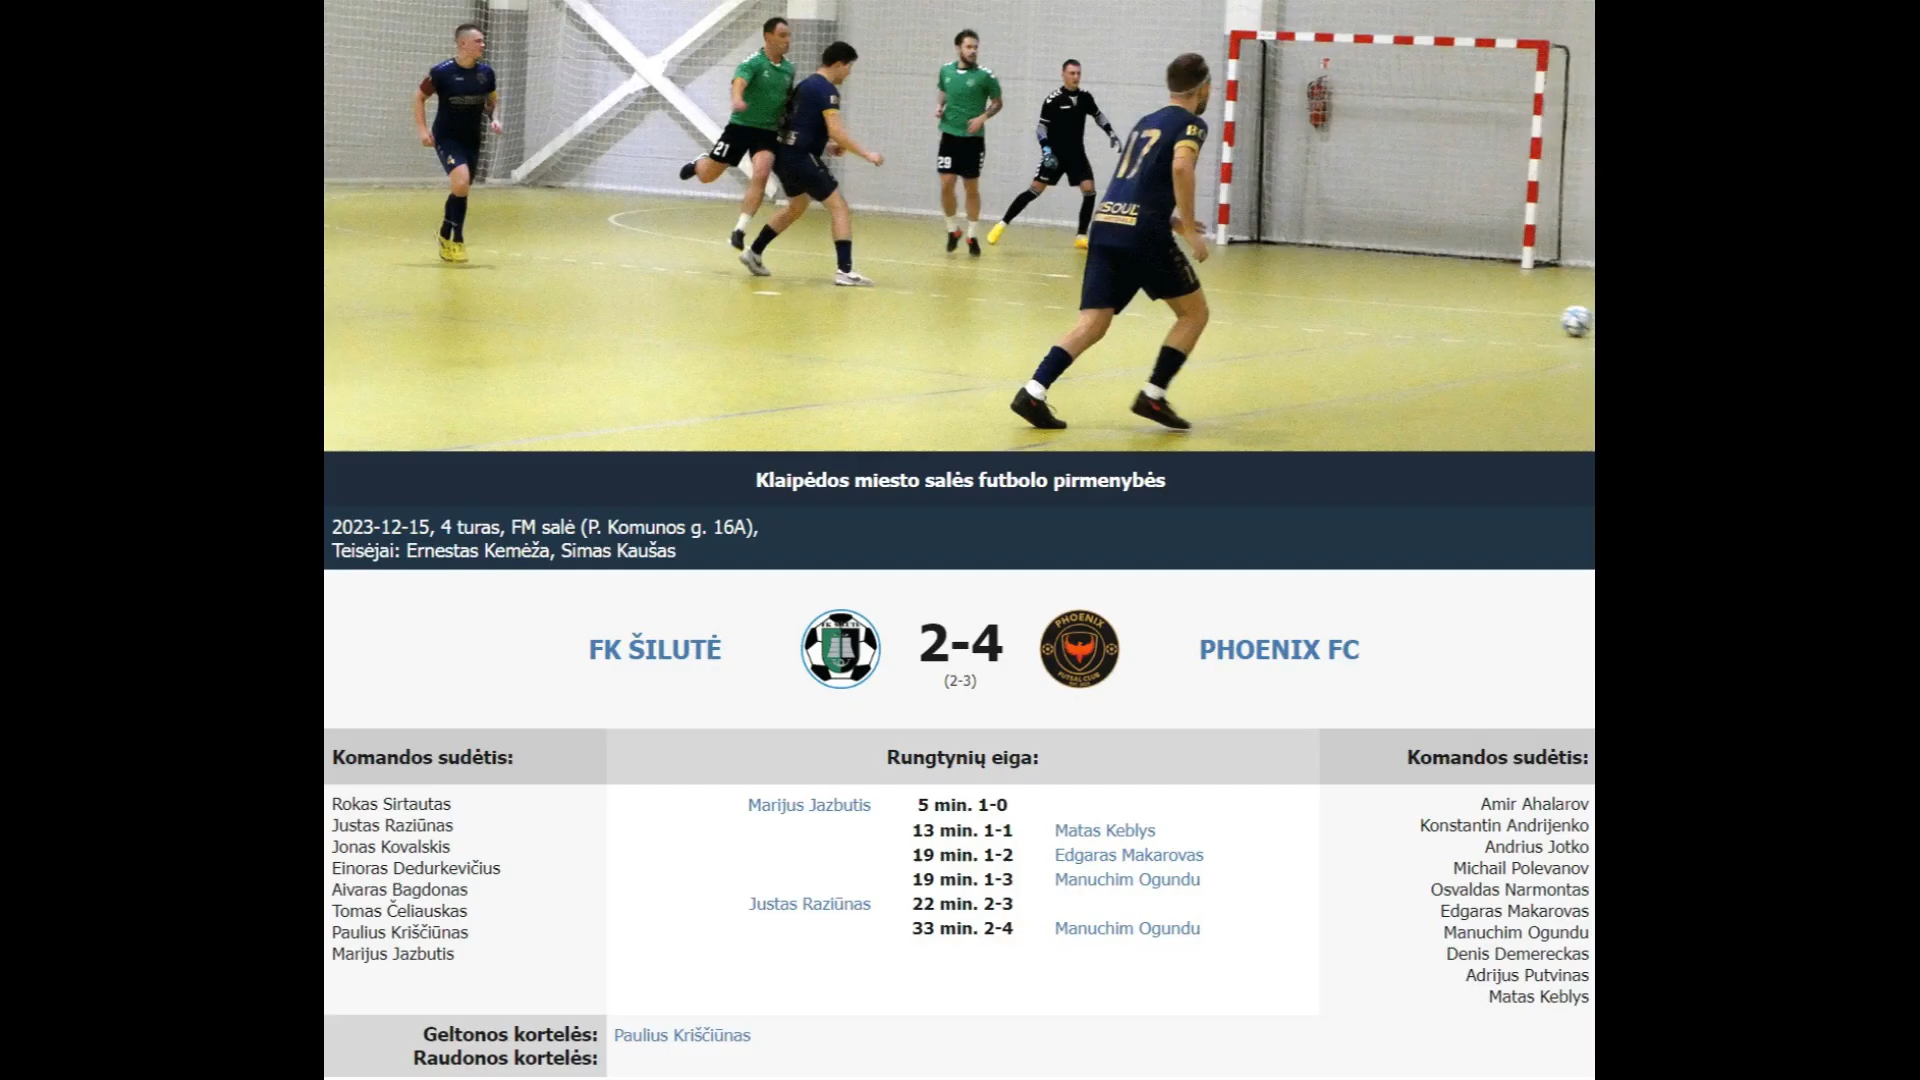 21
29
17
4
SOUL
Klaipėdos miesto salės futbolo pirmenybės
2023-12-15, 4 turas, FM salė (P. Komunos g. 16A),
Teisėjai: Ernestas Kemėža, Simas Kaušas
FK ŠILUTĖ
2-4
PHOENIX
FUTSAL CLUB
PHOENIX FC
(2-3)
Komandos sudėtis:
Rungtynių eiga:
Komandos sudėtis:
Rokas Sirtautas
Justas Raziūnas
Jonas Kovalskis
Einoras Dedurkevičius
Aivaras Bagdonas
Tomas Čeliauskas
Paulius Kriščiūnas
Marijus Jazbutis
Marijus Jazbutis 5 min. 1-0
13 min. 1-1 Matas Keblys
19 min. 1-2 Edgaras Makarovas
19 min. 1-3 Manuchim Ogundu
Justas Raziūnas 22 min. 2-3
33 min. 2-4 Manuchim Ogundu
Amir Ahalarov
Konstantin Andrijenko
Andrius Jotko
Michail Polevanov
Osvaldas Narmontas
Edgaras Makarovas
Manuchim Ogundu
Denis Demereckas
Adrijus Putvinas
Matas Keblys
Geltonos kortelės: Paulius Kriščiūnas
Raudonos kortelės: